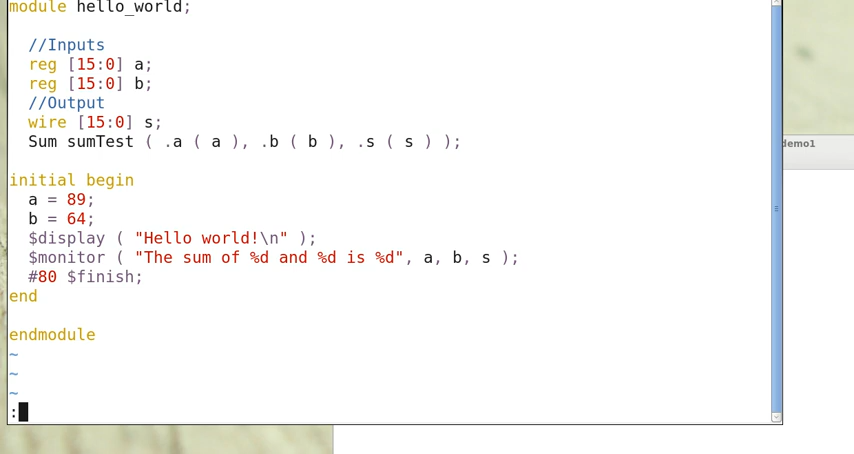 module hello_world;
//Inputs
reg [15:0] a;
reg [15:0] b;
//Output
wire [15:0] s;
Sum sumTest ( .a ( a ), .b ( b ), .s ( s ) );
initial begin
a = 89;
b = 64;
$display ( "Hello world!\n" );
$monitor ( "The sum of %d and %d is %d", a, b, s );
#80 $finish;
end
endmodule
~
~
~
:
demo1